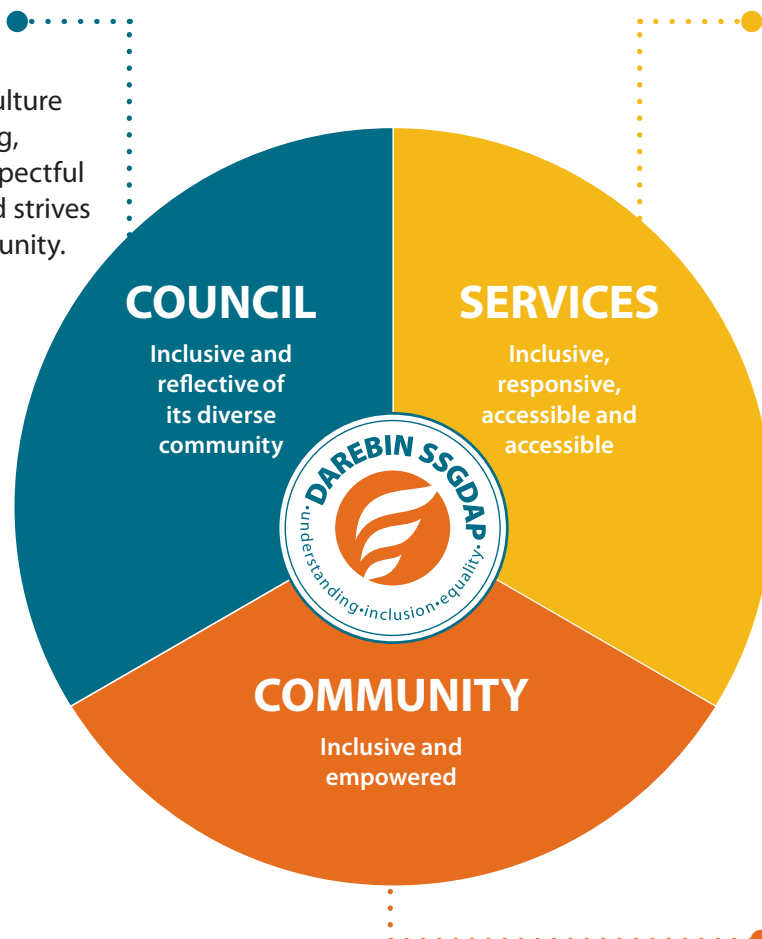 ulture
g,
pectful
d strives
unity.
COUNCIL
Inclusive and
reflective of
its diverse
community
SERVICES
Inclusive,
responsive,
accessible and
accessible
DAREBIN SSGDAP
understanding•inclusion•equality
COMMUNITY
Inclusive and
empowered